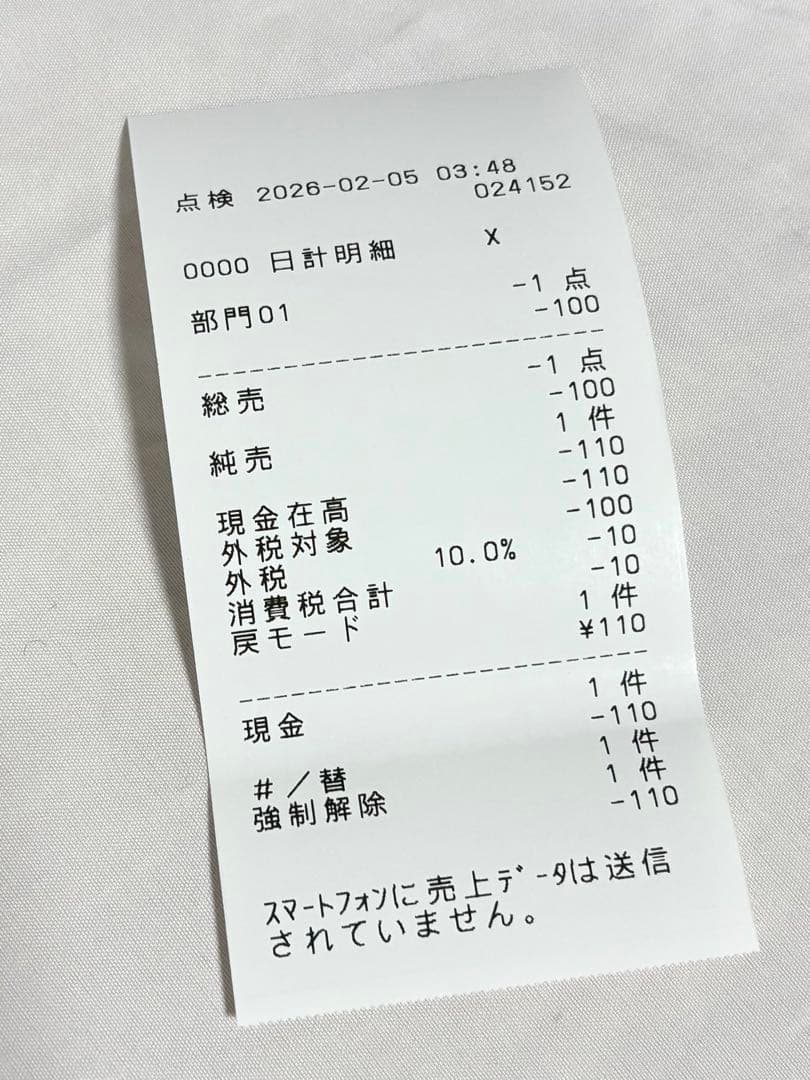 点検 2026-02-05 03:48
024152
0000 日計明細 X
部門01 -1 点
-100
総売 -1 点
-100
純売 1 件
-110
現金在高 -110
外税対象 -100
外税 10.0% -10
消費税合計 -10
戻モード 1 件
¥110
現金 1 件
-110
#/替 1 件
強制解除 1 件
-110
ｽﾏｰﾄﾌｫﾝに売上ﾃﾞｰﾀは送信
されていません。